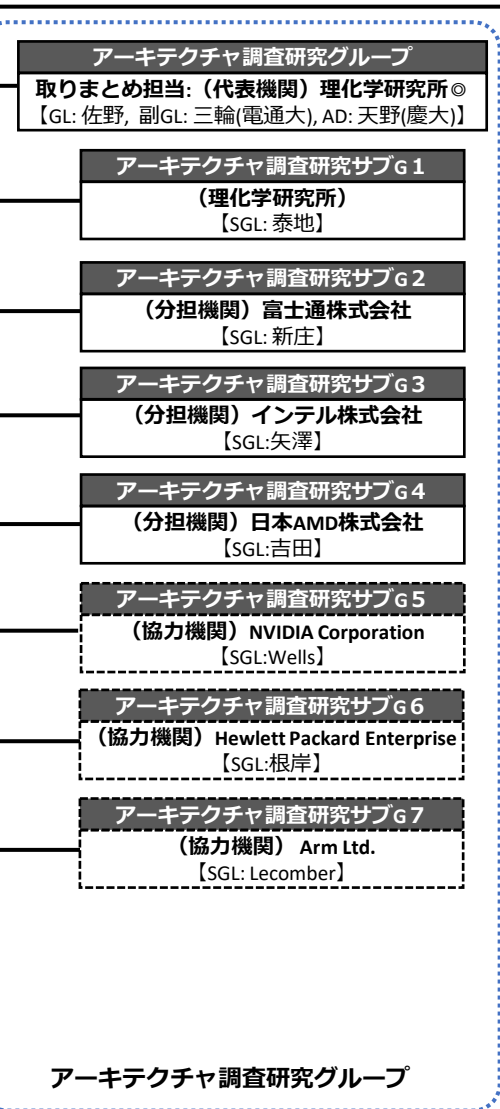 アーキテクチャ調査研究グループ
取りまとめ担当:（代表機関）理化学研究所◎
【GL: 佐野, 副GL: 三輪(電通大), AD: 天野(慶大)】
アーキテクチャ調査研究サブG１
（理化学研究所）
【SGL: 泰地】
アーキテクチャ調査研究サブG２
（分担機関）富士通株式会社
【SGL: 新庄】
アーキテクチャ調査研究サブG３
（分担機関）インテル株式会社
【SGL:矢澤】
アーキテクチャ調査研究サブG４
（分担機関）日本AMD株式会社
【SGL:吉田】
アーキテクチャ調査研究サブG５
（協力機関）NVIDIA Corporation
【SGL:Wells】
アーキテクチャ調査研究サブG６
（協力機関）Hewlett Packard Enterprise
【SGL:根岸】
アーキテクチャ調査研究サブG７
（協力機関） Arm Ltd.
【SGL: Lecomber】
アーキテクチャ調査研究グループ